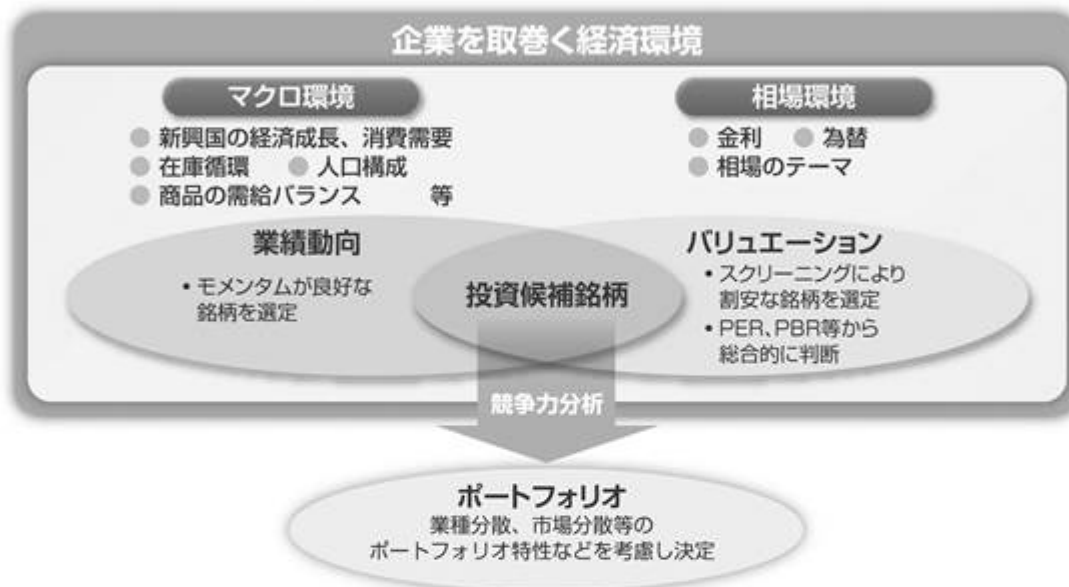 企業を取巻く経済環境
マクロ環境
● 新興国の経済成長、消費需要
● 在庫循環 ● 人口構成
● 商品の需給バランス 等
相場環境
● 金利 ● 為替
● 相場のテーマ
業績動向
• モメンタムが良好な
銘柄を選定
投資候補銘柄
バリュエーション
• スクリーニングにより
割安な銘柄を選定
• PER、PBR等から
総合的に判断
競争力分析
ポートフォリオ
業種分散、市場分散等の
ポートフォリオ特性などを考慮し決定